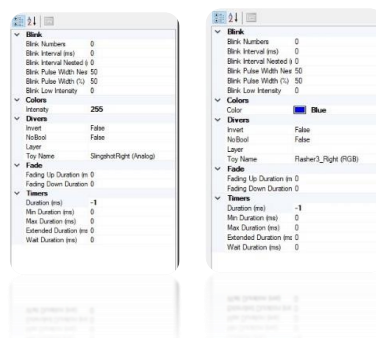 Blink
Blink Numbers 0
Blink Interval (ms) 0
Blink Interval Nested (i 0
Blink Pulse Width Nes 50
Blink Pulse Width (%) 50
Blink Low Intensity 0
Colors
Intensity 255
Divers
Invert False
NoBool False
Layer
Toy Name SlingshotRight (Analog)
Fade
Fading Up Duration (m 0
Fading Down Duration 0
Timers
Duration (ms) -1
Min Duration (ms) 0
Max Duration (ms) 0
Extended Duration (ms 0
Wait Duration (ms) 0
Blink
Blink Numbers 0
Blink Interval (ms) 0
Blink Interval Nested (i 0
Blink Pulse Width Nes 50
Blink Pulse Width (%) 50
Blink Low Intensity 0
Colors
Color Blue
Divers
Invert False
NoBool False
Layer
Toy Name Flasher3_Right (RGB)
Fade
Fading Up Duration (m 0
Fading Down Duration 0
Timers
Duration (ms) -1
Min Duration (ms) 0
Max Duration (ms) 0
Extended Duration (ms 0
Wait Duration (ms) 0